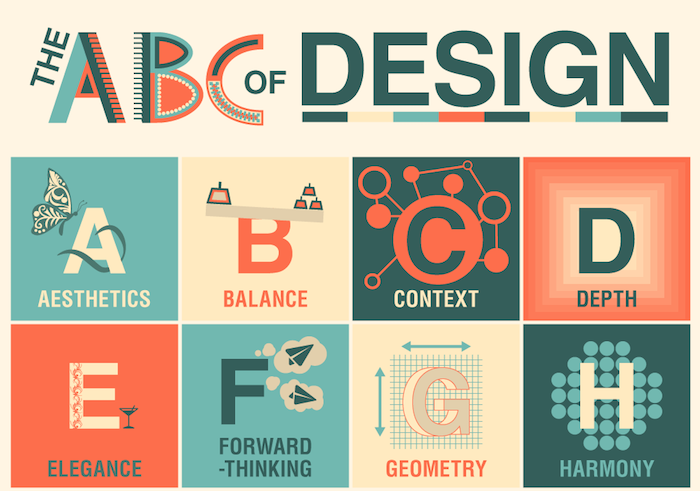 THE ABC OF DESIGN
A B C D
AESTHETICS BALANCE CONTEXT DEPTH
E F G H
ELEGANCE FORWARD
-THINKING GEOMETRY HARMONY